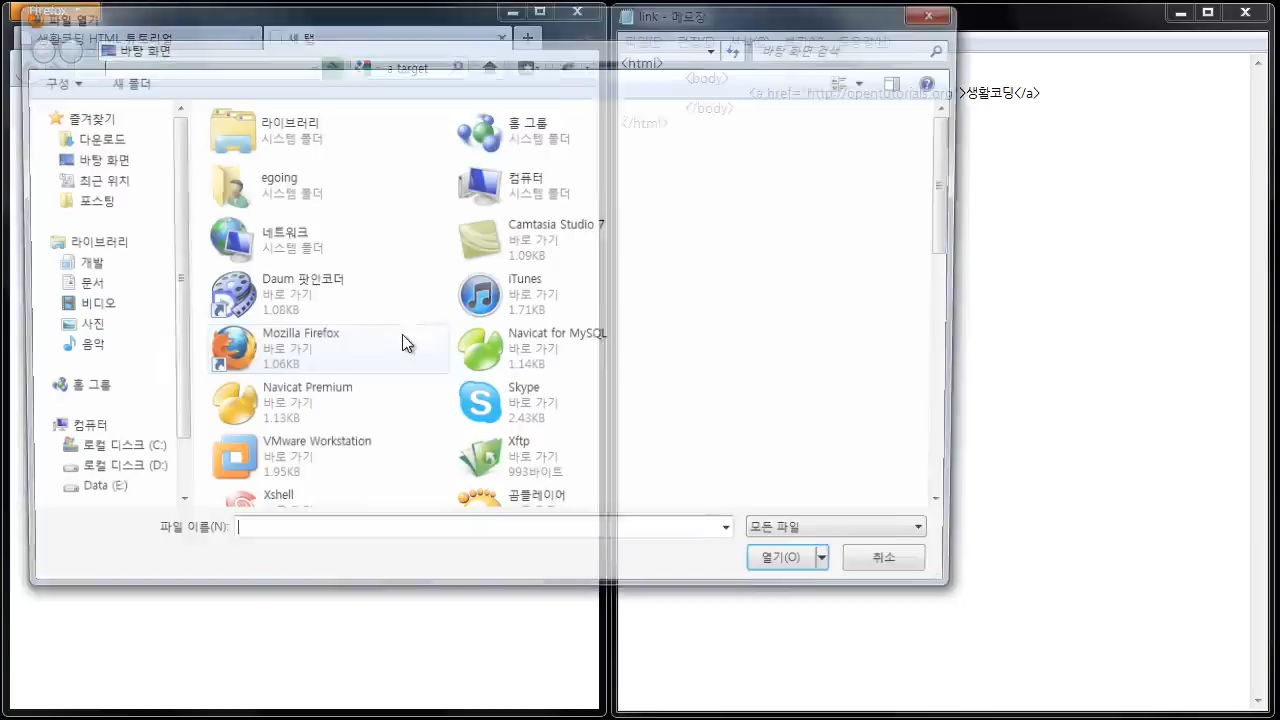 Firefox
파일 열기
link - 메모장
생활코딩 HTML 튜토리얼
새 탭
바탕 화면
바탕 화면 검색
a target
<html>
<body>
<a href="http://opentutorials.org">생활코딩</a>
</body>
</html>
구성
새 폴더
즐겨찾기
다운로드
바탕 화면
최근 위치
포스팅
라이브러리
개발
문서
비디오
사진
음악
홈 그룹
컴퓨터
로컬 디스크 (C:)
로컬 디스크 (D:)
Data (E:)
라이브러리
시스템 폴더
홈 그룹
시스템 폴더
egoing
시스템 폴더
컴퓨터
시스템 폴더
네트워크
시스템 폴더
Camtasia Studio 7
바로 가기
1.09KB
Daum 팟인코더
바로 가기
1.08KB
iTunes
바로 가기
1.71KB
Mozilla Firefox
바로 가기
1.06KB
Navicat for MySQL
바로 가기
1.14KB
Navicat Premium
바로 가기
1.13KB
Skype
바로 가기
2.43KB
VMware Workstation
바로 가기
1.95KB
Xftp
바로 가기
993바이트
Xshell
곰플레이어
파일 이름(N):
모든 파일
열기(O)
취소